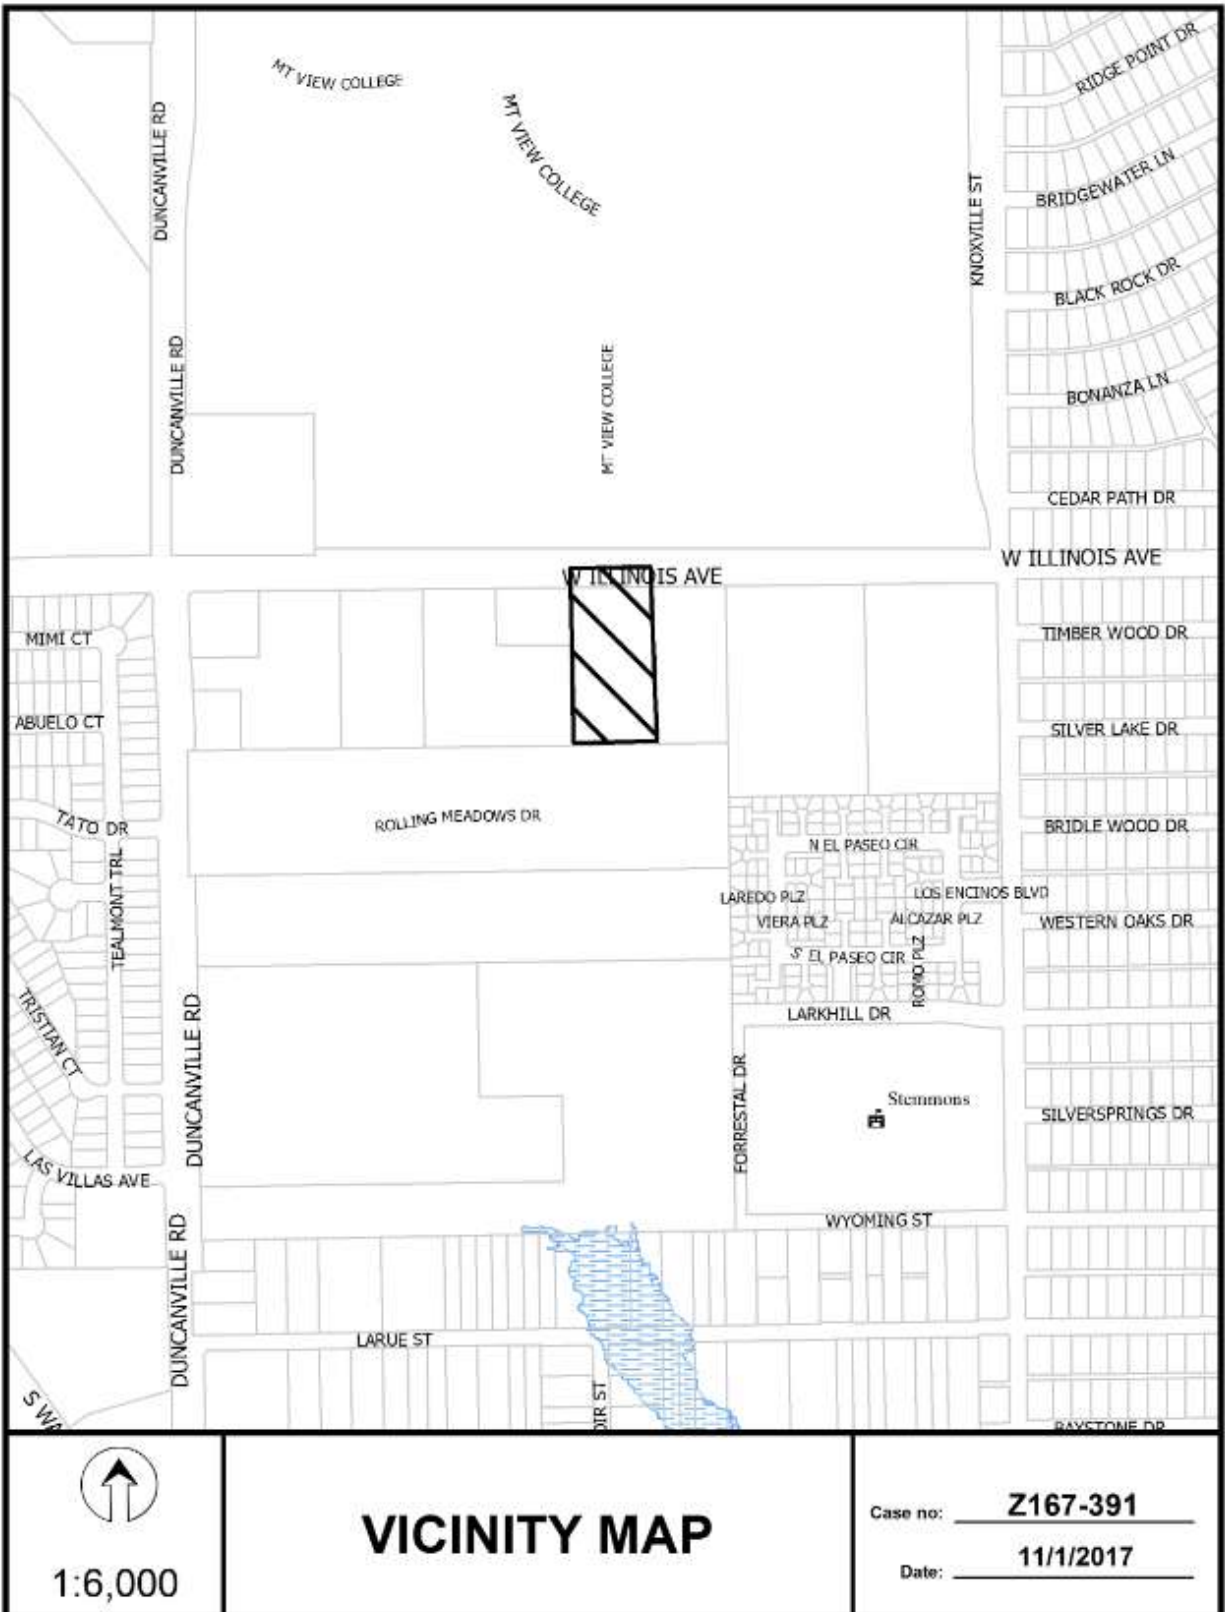 RIDGE POINT DR
MT VIEW COLLEGE
MT VIEW COLLEGE
DUNCANVILLE RD
BRIDGEWATER LN
KNOXVILLE ST
BLACK ROCK DR
DUNCANVILLE RD
MT VIEW COLLEGE
BONANZA LN
CEDAR PATH DR
W ILLINOIS AVE
W ILLINOIS AVE
MIMI CT
TIMBER WOOD DR
ABUELO CT
SILVER LAKE DR
TATO DR
ROLLING MEADOWS DR
BRIDLE WOOD DR
N EL PASEO CIR
TEALMONT TRL
LAREDO PLZ
LOS ENCINOS BLVD
VIERA PLZ
ALCAZAR PLZ
WESTERN OAKS DR
S EL PASEO CIR
ROMO PLZ
TRISTIAN CT
LARKHILL DR
DUNCANVILLE RD
FORRESTAL DR
Stemmons
SILVERSPRINGS DR
LAS VILLAS AVE
WYOMING ST
DUNCANVILLE RD
LARUE ST
S WA
OIR ST
RAYSTONE DR
VICINITY MAP
1:6,000
Case no: Z167-391
Date: 11/1/2017